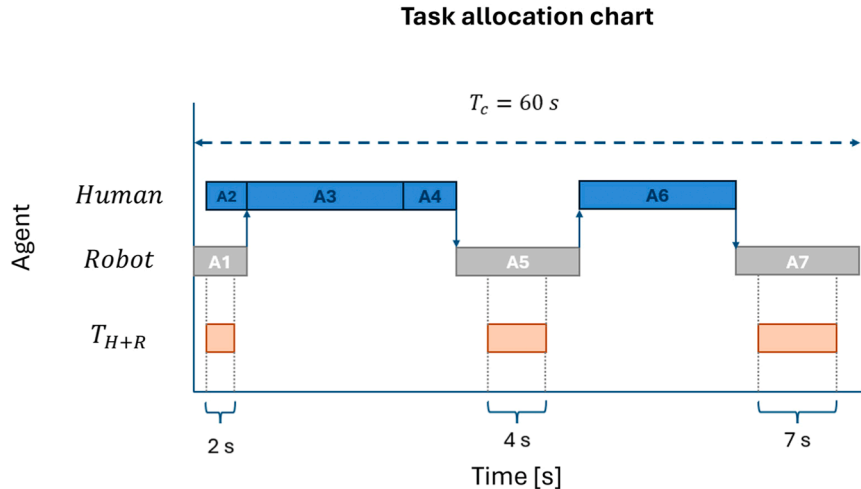 Task allocation chart
T_c = 60 s
Human
A2
A3
A4
A6
Agent
Robot
A1
A5
A7
T_{H+R}
2 s
4 s
7 s
Time [s]